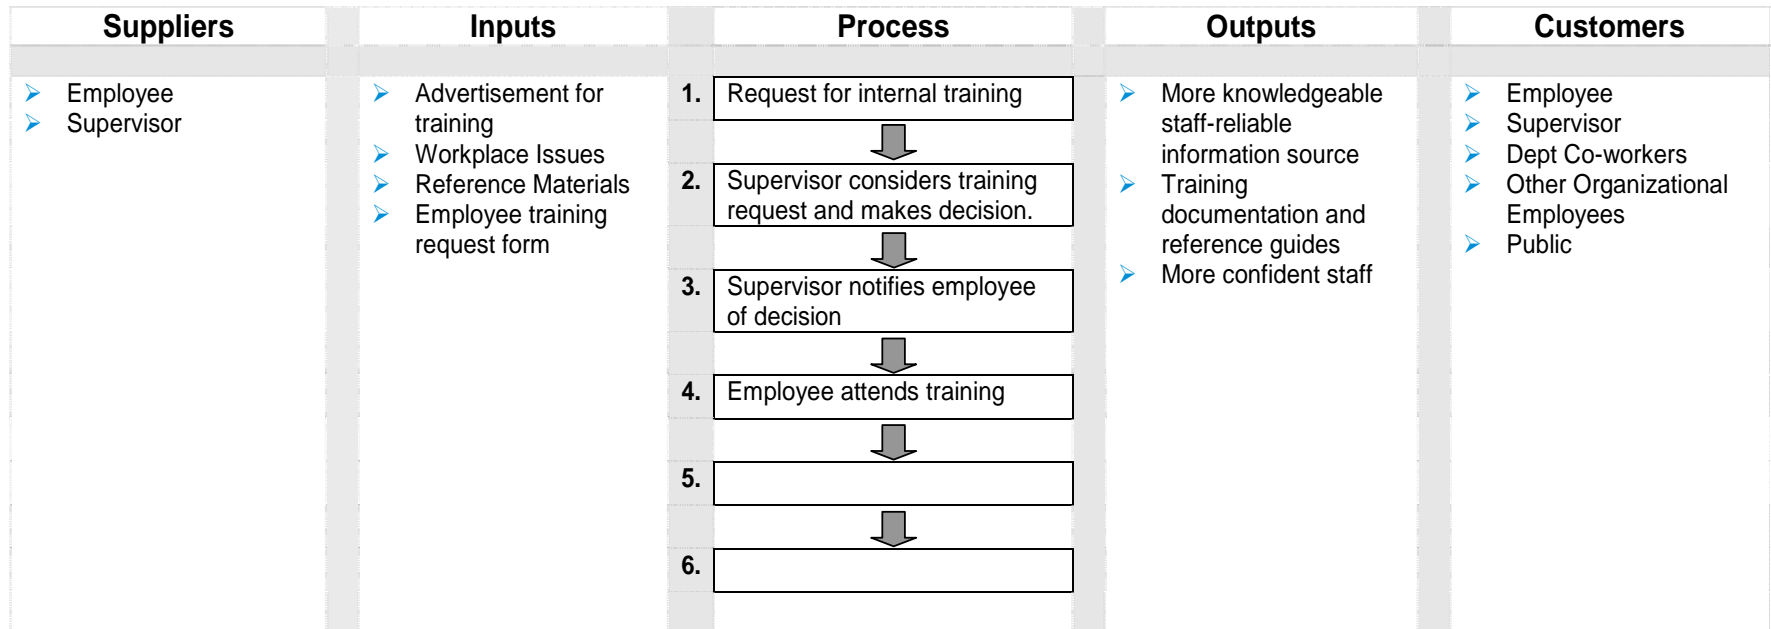 Suppliers
Inputs
Process
Outputs
Customers
Employee
Supervisor
Advertisement for
training
Workplace Issues
Reference Materials
Employee training
request form
1. Request for internal training
2. Supervisor considers training
request and makes decision.
3. Supervisor notifies employee
of decision
4. Employee attends training
5.
6.
More knowledgeable
staff-reliable
information source
Training
documentation and
reference guides
More confident staff
Employee
Supervisor
Dept Co-workers
Other Organizational
Employees
Public